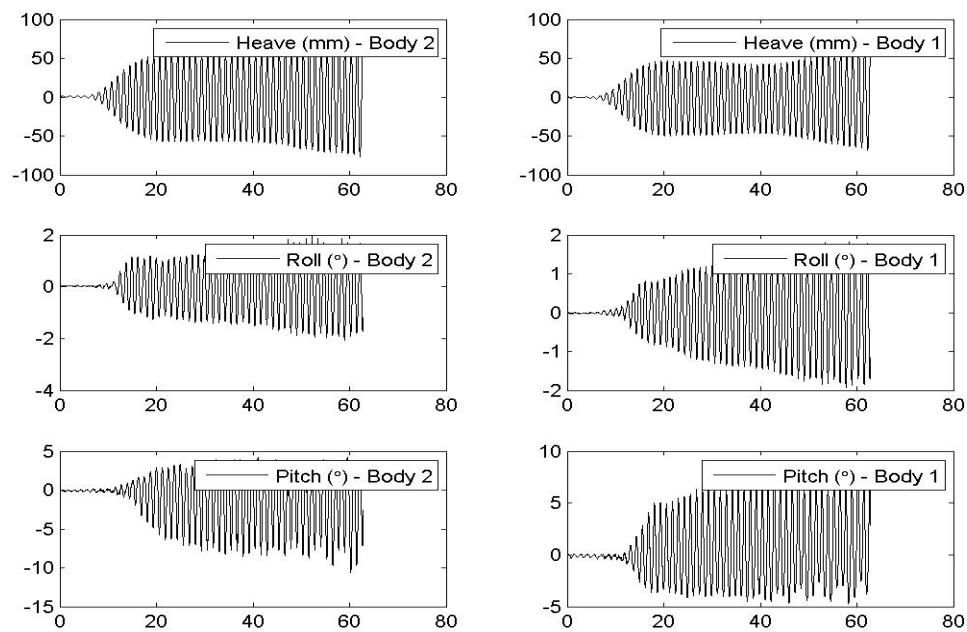 100
50
0
-50
-100
0 20 40 60 80
Heave (mm) - Body 2
100
50
0
-50
-100
0 20 40 60 80
Heave (mm) - Body 1
2
0
-2
-4
0 20 40 60 80
Roll (°) - Body 2
2
1
0
-1
-2
0 20 40 60 80
Roll (°) - Body 1
5
0
-5
-10
-15
0 20 40 60 80
Pitch (°) - Body 2
10
5
0
-5
0 20 40 60 80
Pitch (°) - Body 1